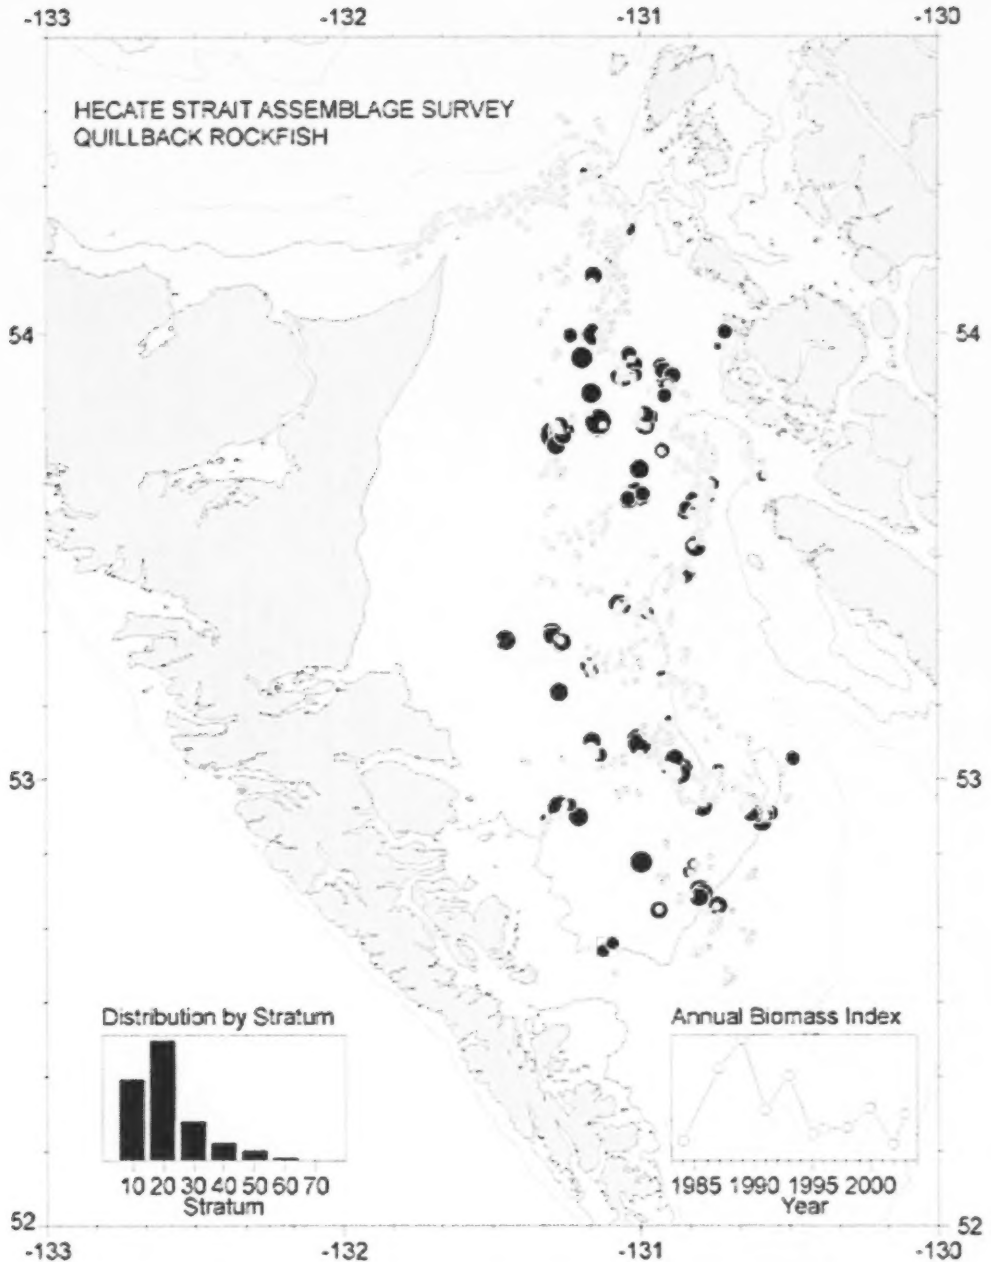 -133 -132 -131 -130
HECATE STRAIT ASSEMBLAGE SURVEY
QUILLBACK ROCKFISH
54 54
53 53
Distribution by Stratum
10 20 30 40 50 60 70
Stratum
Annual Biomass Index
1985 1990 1995 2000
Year
52 52
-133 -132 -131 -130